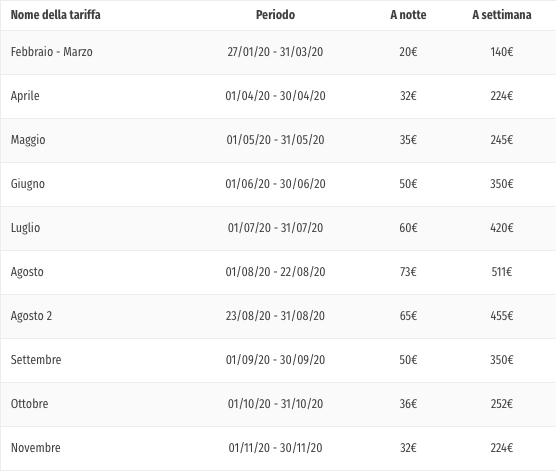 Nome della tariffa Periodo A notte A settimana
Febbraio - Marzo 27/01/20 - 31/03/20 20€ 140€
Aprile 01/04/20 - 30/04/20 32€ 224€
Maggio 01/05/20 - 31/05/20 35€ 245€
Giugno 01/06/20 - 30/06/20 50€ 350€
Luglio 01/07/20 - 31/07/20 60€ 420€
Agosto 01/08/20 - 22/08/20 73€ 511€
Agosto 2 23/08/20 - 31/08/20 65€ 455€
Settembre 01/09/20 - 30/09/20 50€ 350€
Ottobre 01/10/20 - 31/10/20 36€ 252€
Novembre 01/11/20 - 30/11/20 32€ 224€